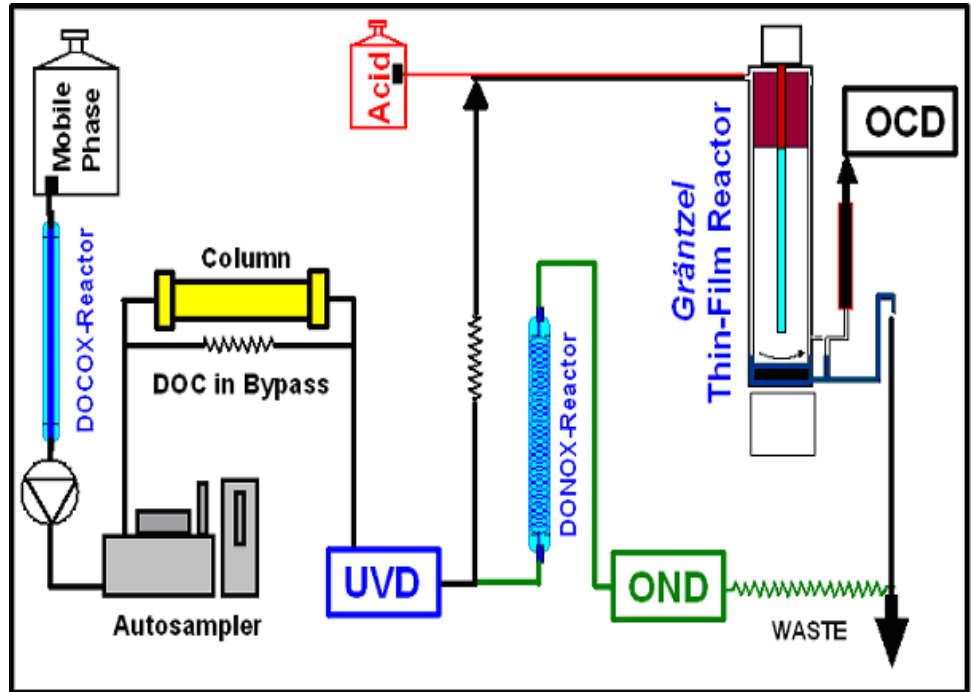 Mobile
Phase
DOCOX-Reactor
Acid
Gräntzel
Thin-Film Reactor
OCD
Column
DOC in Bypass
DONOX-Reactor
Autosampler
UVD
OND
WASTE